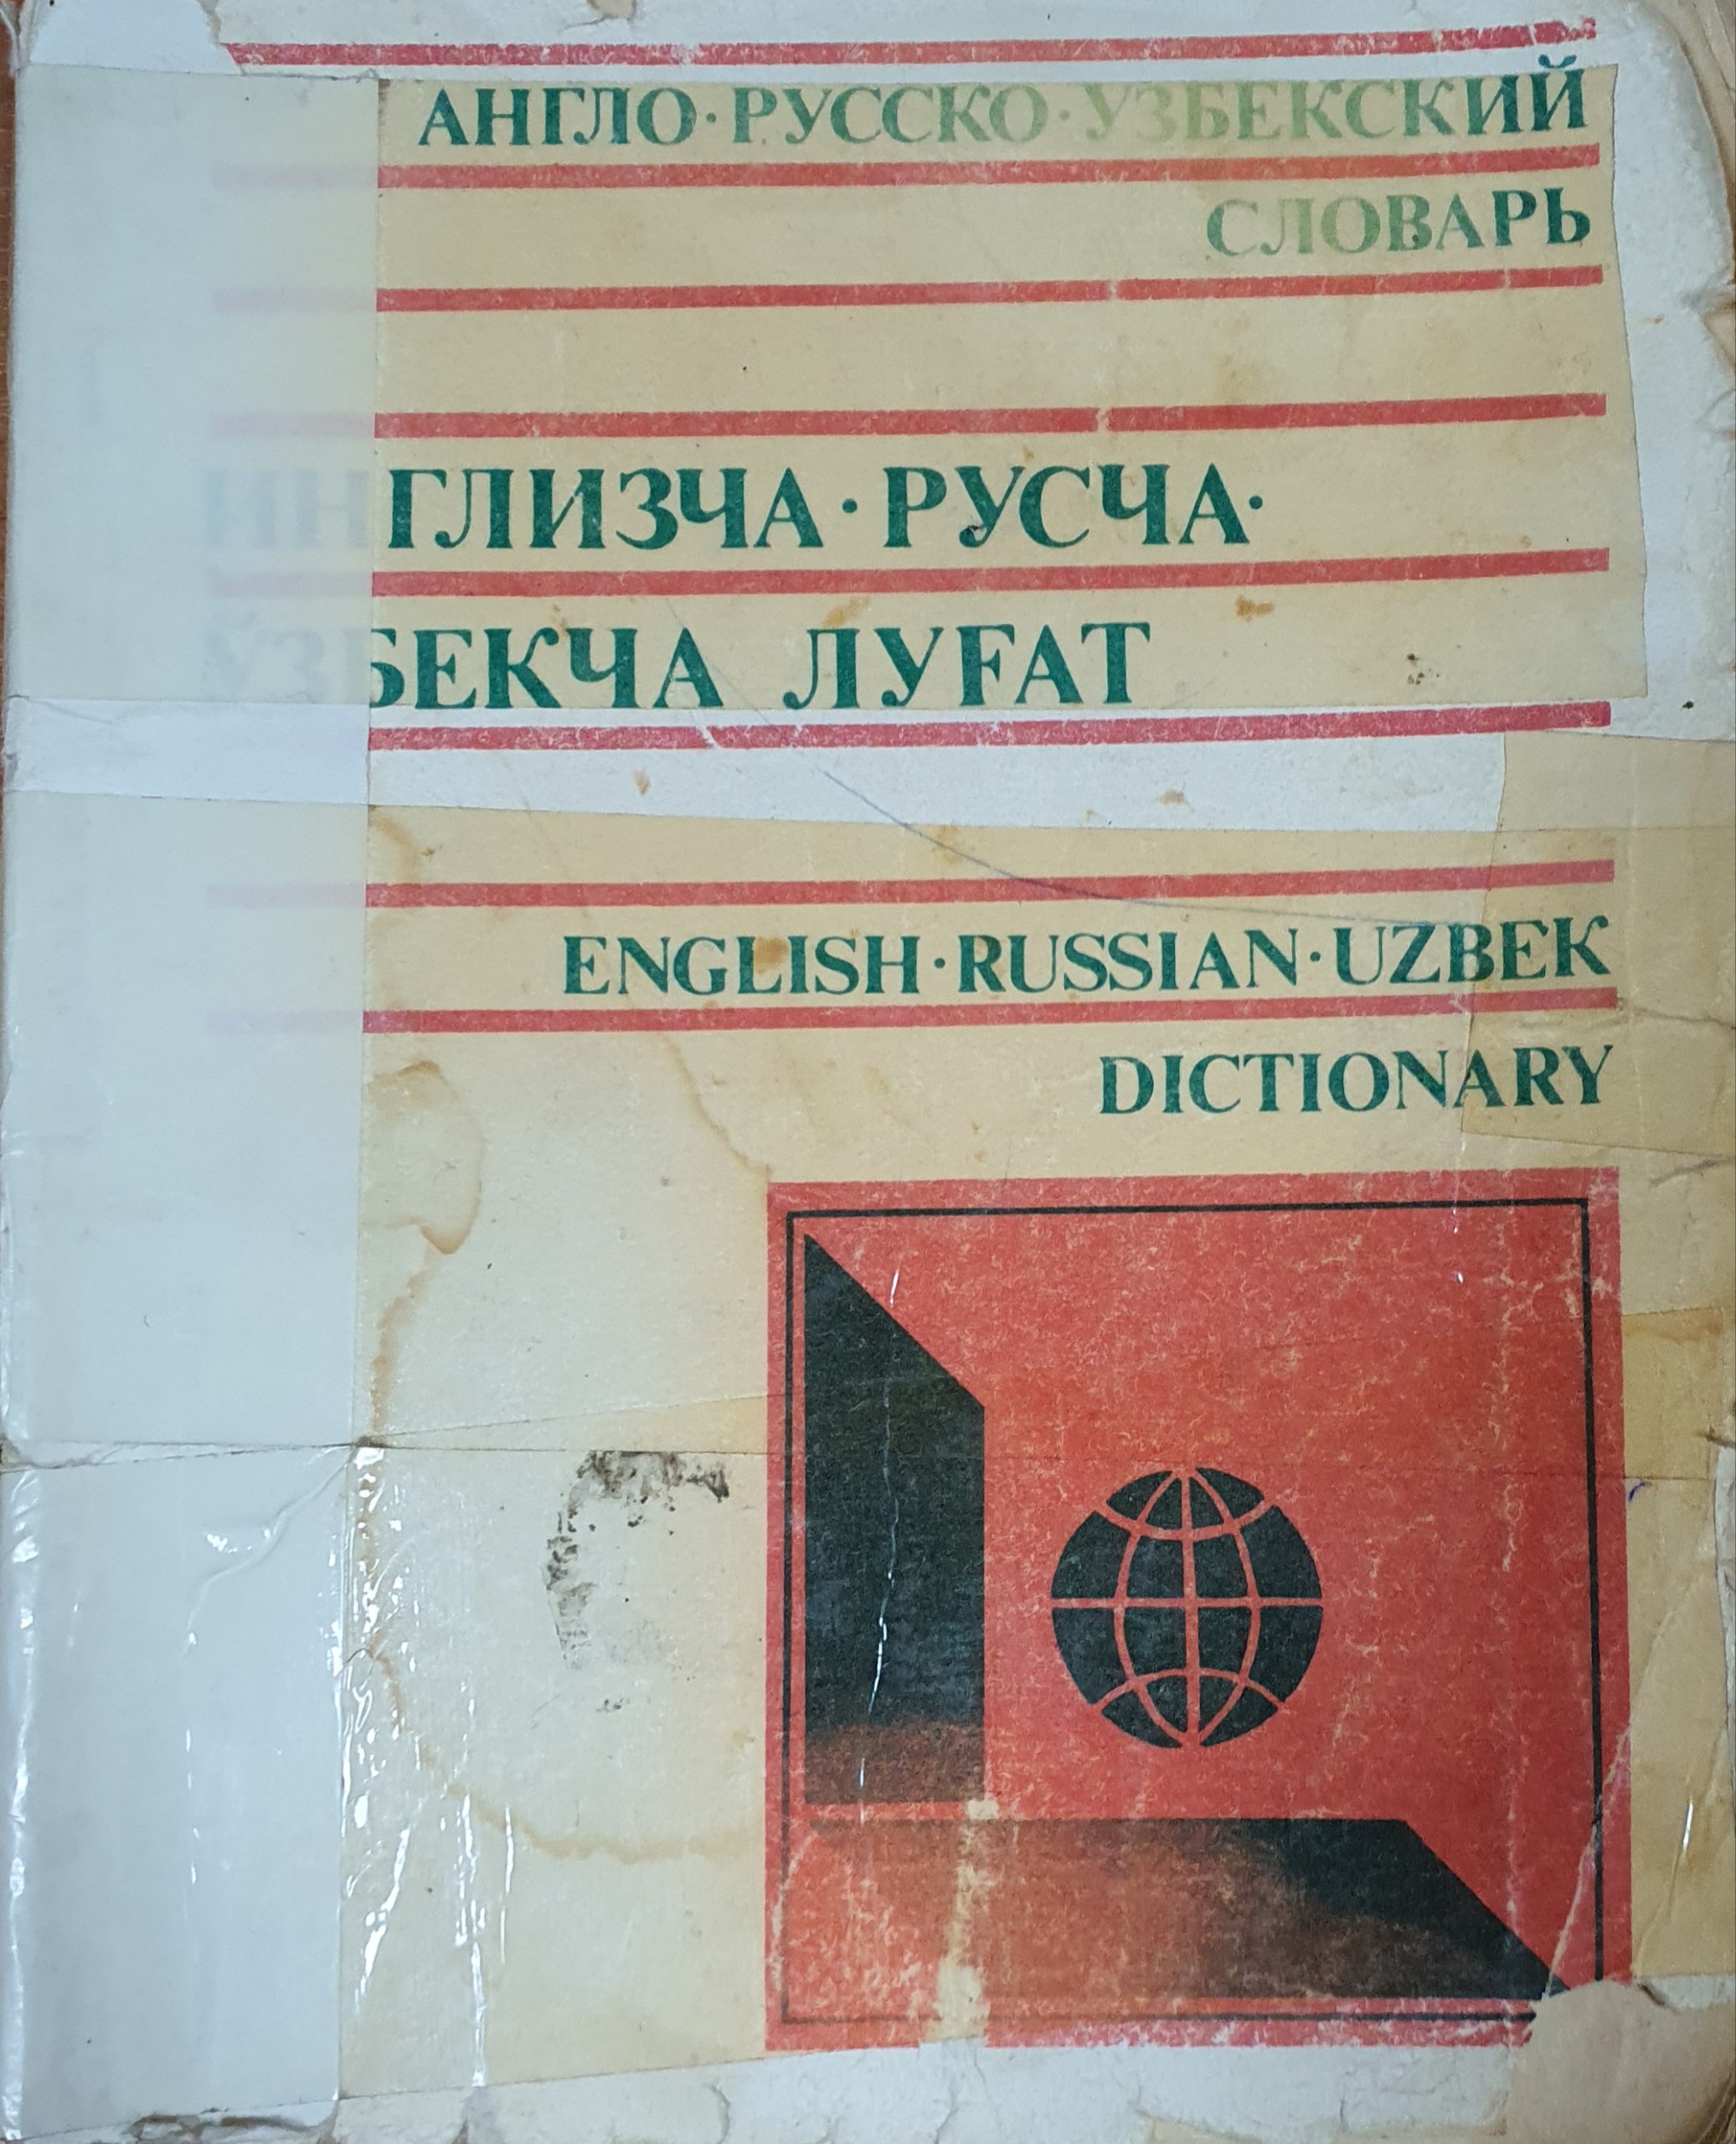 АНГЛО·РУССКО·УЗБЕКСКИЙ
СЛОВАРЬ
ИНГЛИЗЧА·РУСЧА·
ЎЗБЕКЧА ЛУҒАТ
ENGLISH·RUSSIAN·UZBEK
DICTIONARY